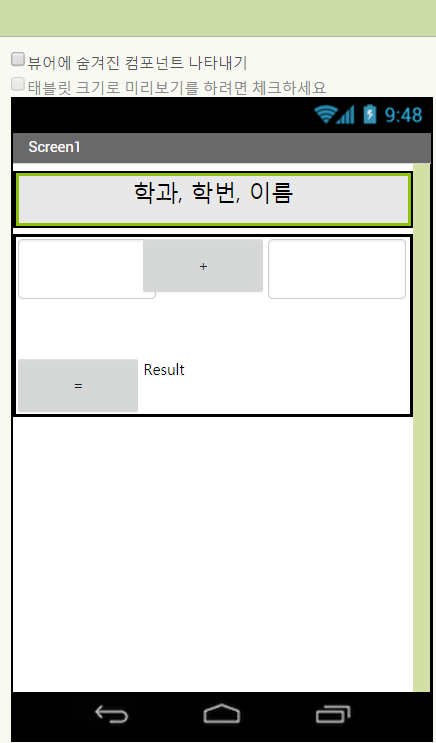 뷰어에 숨겨진 컴포넌트 나타내기
태블릿 크기로 미리보기를 하려면 체크하세요
9:48
Screen1
학과, 학번, 이름
+
= Result